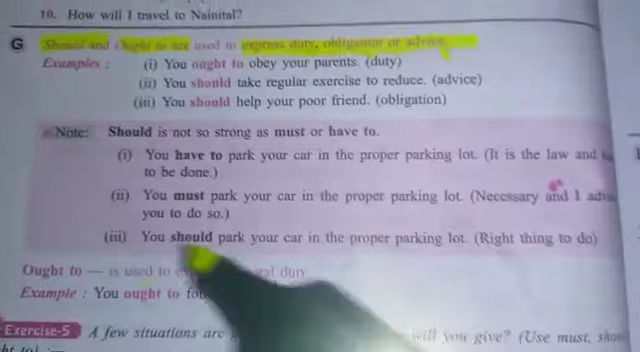 10. How will I travel to Nainital?
G Should and Ought to are used to express duty, obligation or advice
Examples : (i) You ought to obey your parents. (duty)
(ii) You should take regular exercise to reduce. (advice)
(iii) You should help your poor friend. (obligation)
Note: Should is not so strong as must or have to.
(i) You have to park your car in the proper parking lot. (It is the law and
to be done.)
(ii) You must park your car in the proper parking lot. (Necessary and I
you to do so.)
(iii) You should park your car in the proper parking lot. (Right thing to do)
Ought to — is used to
Example : You ought to
Exercise-5 A few situations are will you give? (Use must,